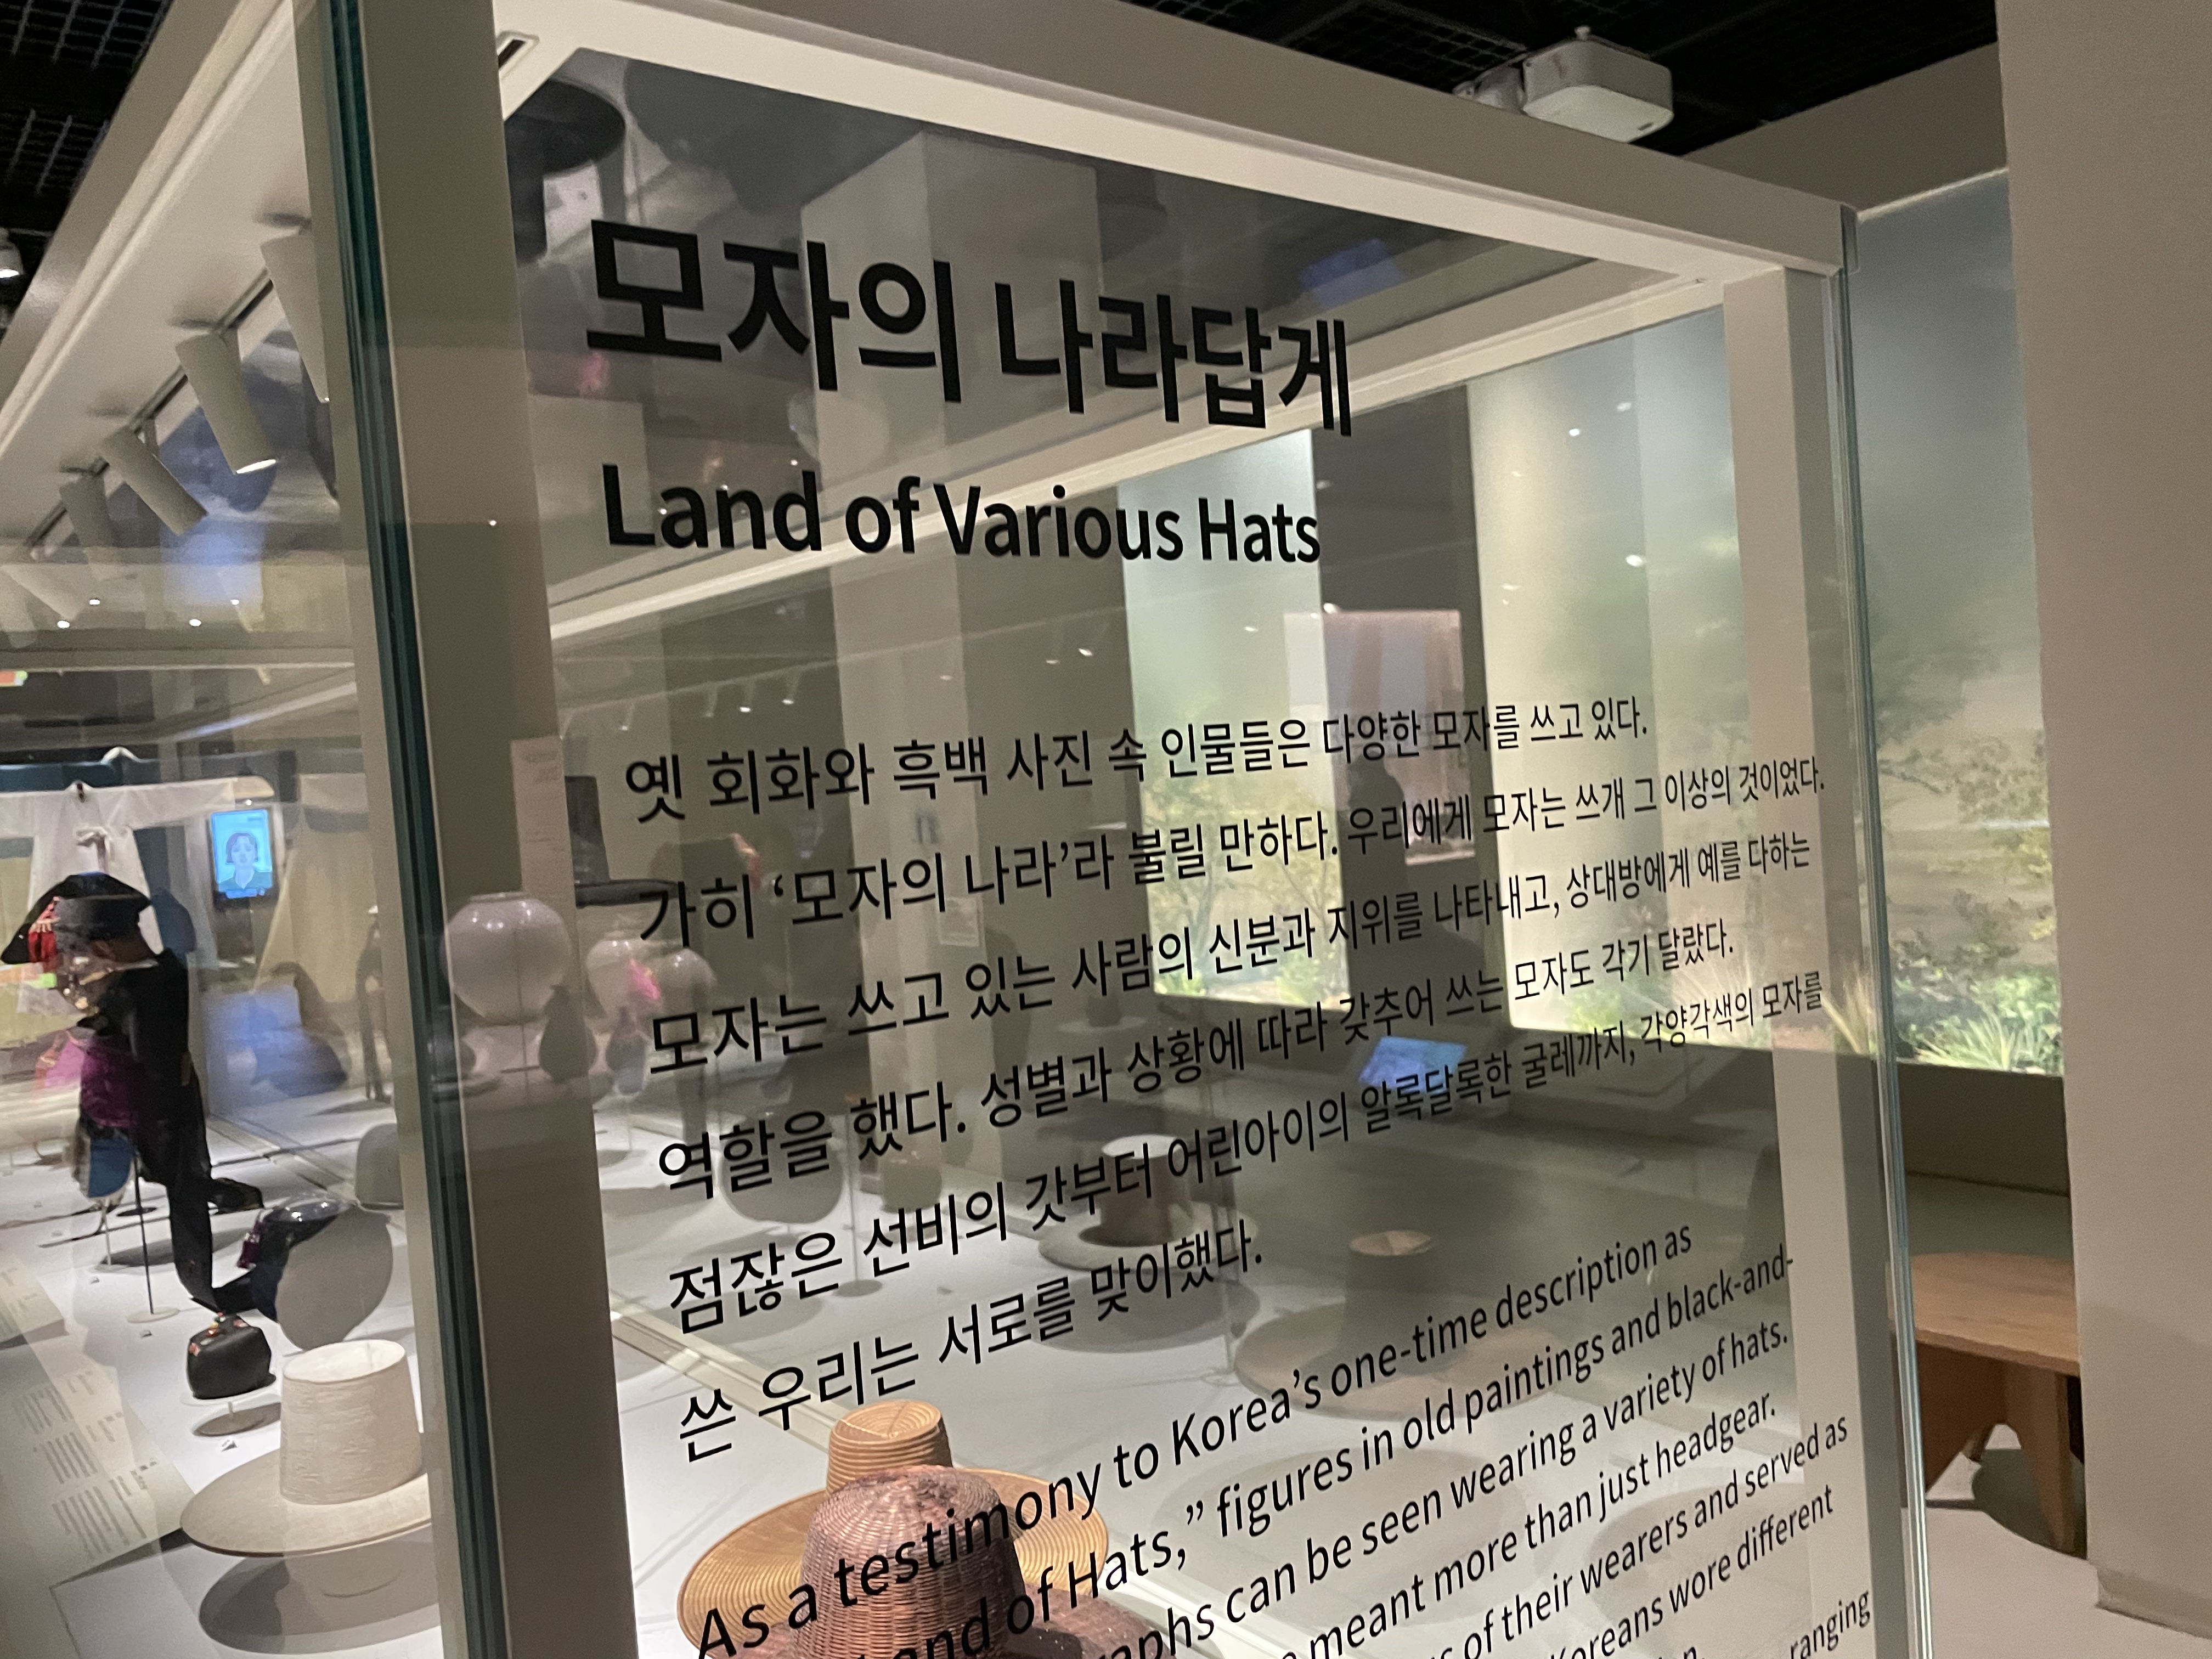 모자의 나라답게
Land of Various Hats
옛 회화와 흑백 사진 속 인물들은 다양한 모자를 쓰고 있다.
가히 ‘모자의 나라’라 불릴 만하다. 우리에게 모자는 쓰개 그 이상의 것이었다.
모자는 쓰고 있는 사람의 신분과 지위를 나타내고, 상대방에게 예를 다하는
역할을 했다. 성별과 상황에 따라 갖추어 쓰는 모자도 각기 달랐다.
점잖은 선비의 갓부터 어린아이의 알록달록한 굴레까지, 각양각색의 모자를
쓴 우리는 서로를 맞이했다.
As a testimony to Korea’s one-time description as
of Hats,” figures in old paintings and black-and-
can be seen wearing a variety of hats.
meant more than just headgear.
of their wearers and served as
Koreans wore different
ranging